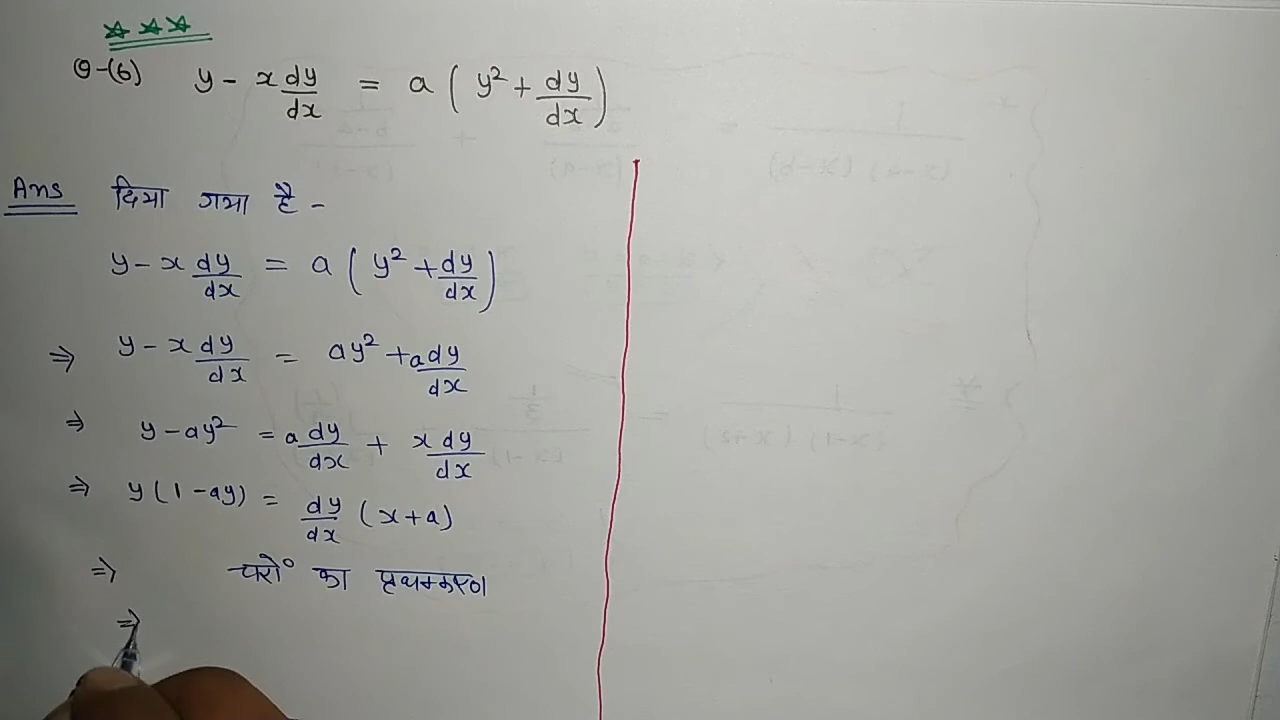 ☆☆☆
Q-(6) y - x dy/dx = a (y² + dy/dx)
Ans दिया गया है -
y - x dy/dx = a (y² + dy/dx)
⇒ y - x dy/dx = ay² + a dy/dx
⇒ y - ay² = a dy/dx + x dy/dx
⇒ y(1 - ay) = dy/dx (x+a)
⇒ चरों का पृथक्करण
⇒